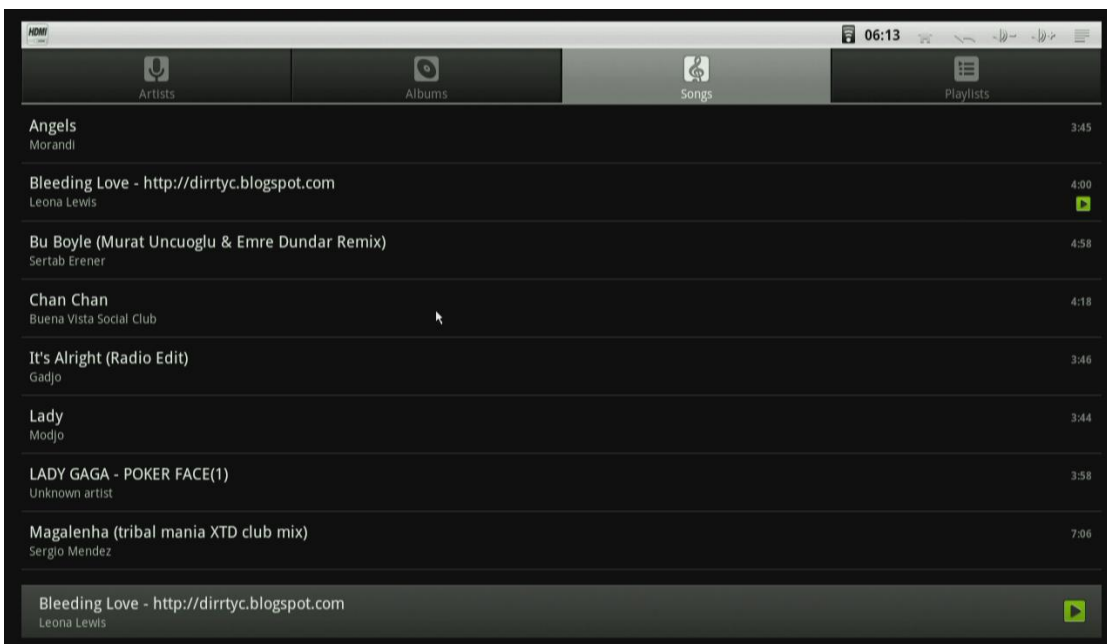 HDMI
06:13
Artists Albums Songs Playlists
Angels 3:45
Morandi
Bleeding Love - http://dirrtyc.blogspot.com 4:00
Leona Lewis
Bu Boyle (Murat Uncuoglu & Emre Dundar Remix) 4:58
Sertab Erener
Chan Chan 4:18
Buena Vista Social Club
It's Alright (Radio Edit) 3:46
Gadjo
Lady 3:44
Modjo
LADY GAGA - POKER FACE(1) 3:58
Unknown artist
Magalenha (tribal mania XTD club mix) 7:06
Sergio Mendez
Bleeding Love - http://dirrtyc.blogspot.com
Leona Lewis